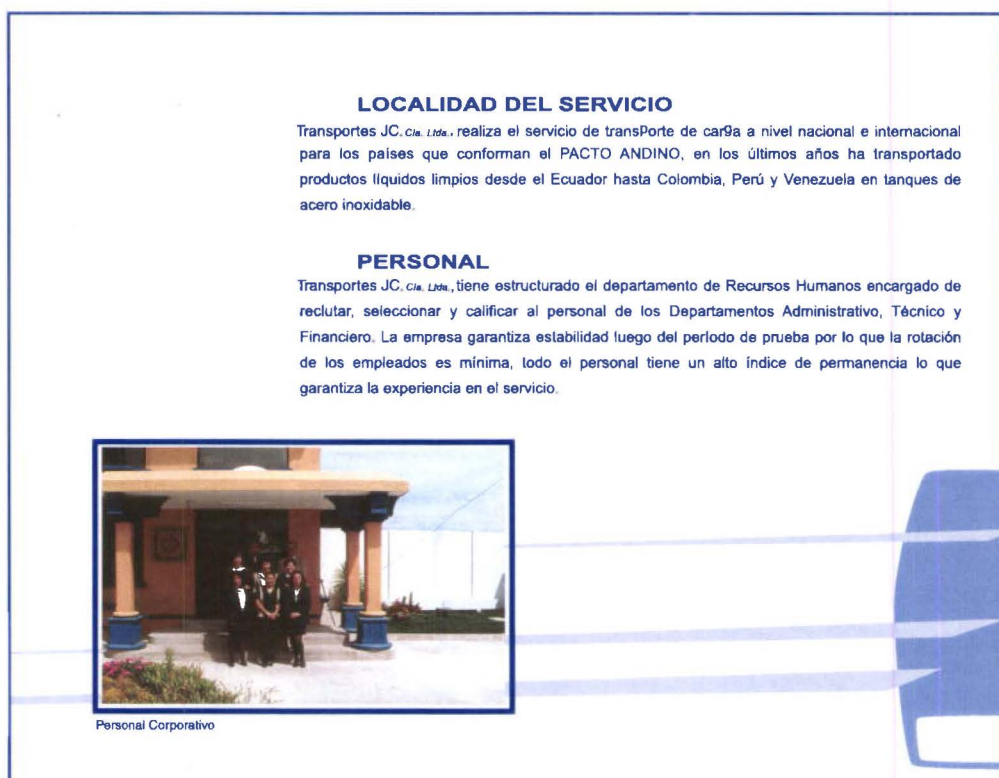 LOCALIDAD DEL SERVICIO
Transportes JC. Cia. Ltda., realiza el servicio de transPorte de car9a a nivel nacional e internacional
para los países que conforman el PACTO ANDINO, en los últimos años ha transportado
productos líquidos limpios desde el Ecuador hasta Colombia, Perú y Venezuela en tanques de
acero inoxidable.
PERSONAL
Transportes JC. Cia. Ltda., tiene estructurado el departamento de Recursos Humanos encargado de
reclutar, seleccionar y calificar al personal de los Departamentos Administrativo, Técnico y
Financiero. La empresa garantiza estabilidad luego del período de prueba por lo que la rotación
de los empleados es mínima, todo el personal tiene un alto índice de permanencia lo que
garantiza la experiencia en el servicio.
Personal Corporativo